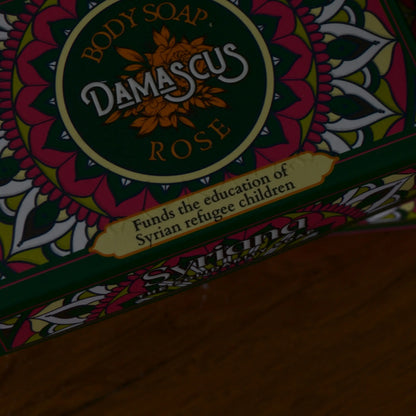 BODY SOAP
DAMASCUS
ROSE
Funds the education of
Syrian refugee children
syriana